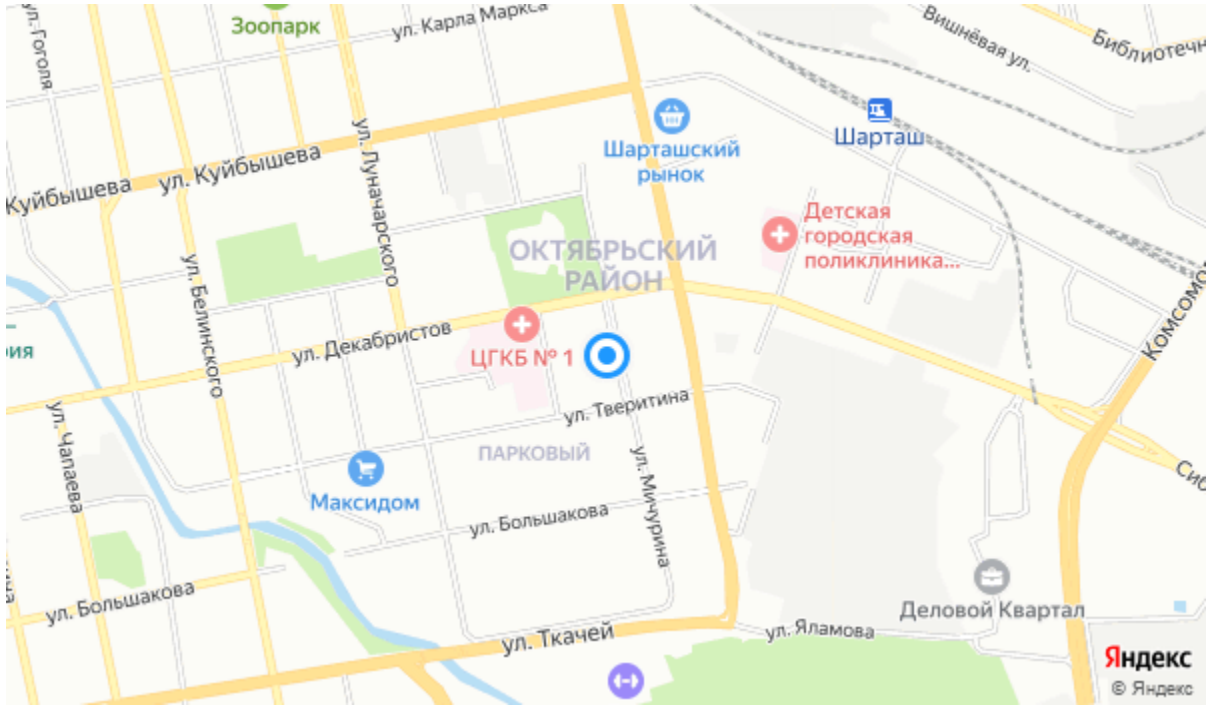 Зоопарк
ул. Карла Маркса
Вишнёвая ул.
Библиотечн
ул. Гоголя
Шарташ
Шарташский
рынок
ул. Куйбышева
Куйбышева
ул. Луначарского
Детская
городская
поликлиника...
ОКТЯБРЬСКИЙ
РАЙОН
ул. Белинского
Комсомо
ул. Декабристов
ЦГКБ № 1
ия
ул. Тверитина
ул. Чапаева
ПАРКОВЫЙ
ул. Мичурина
Сиб
Максидом
ул. Большакова
Деловой Квартал
ул. Большакова
ул. Ткачей
ул. Яламова
Яндекс
© Яндекс